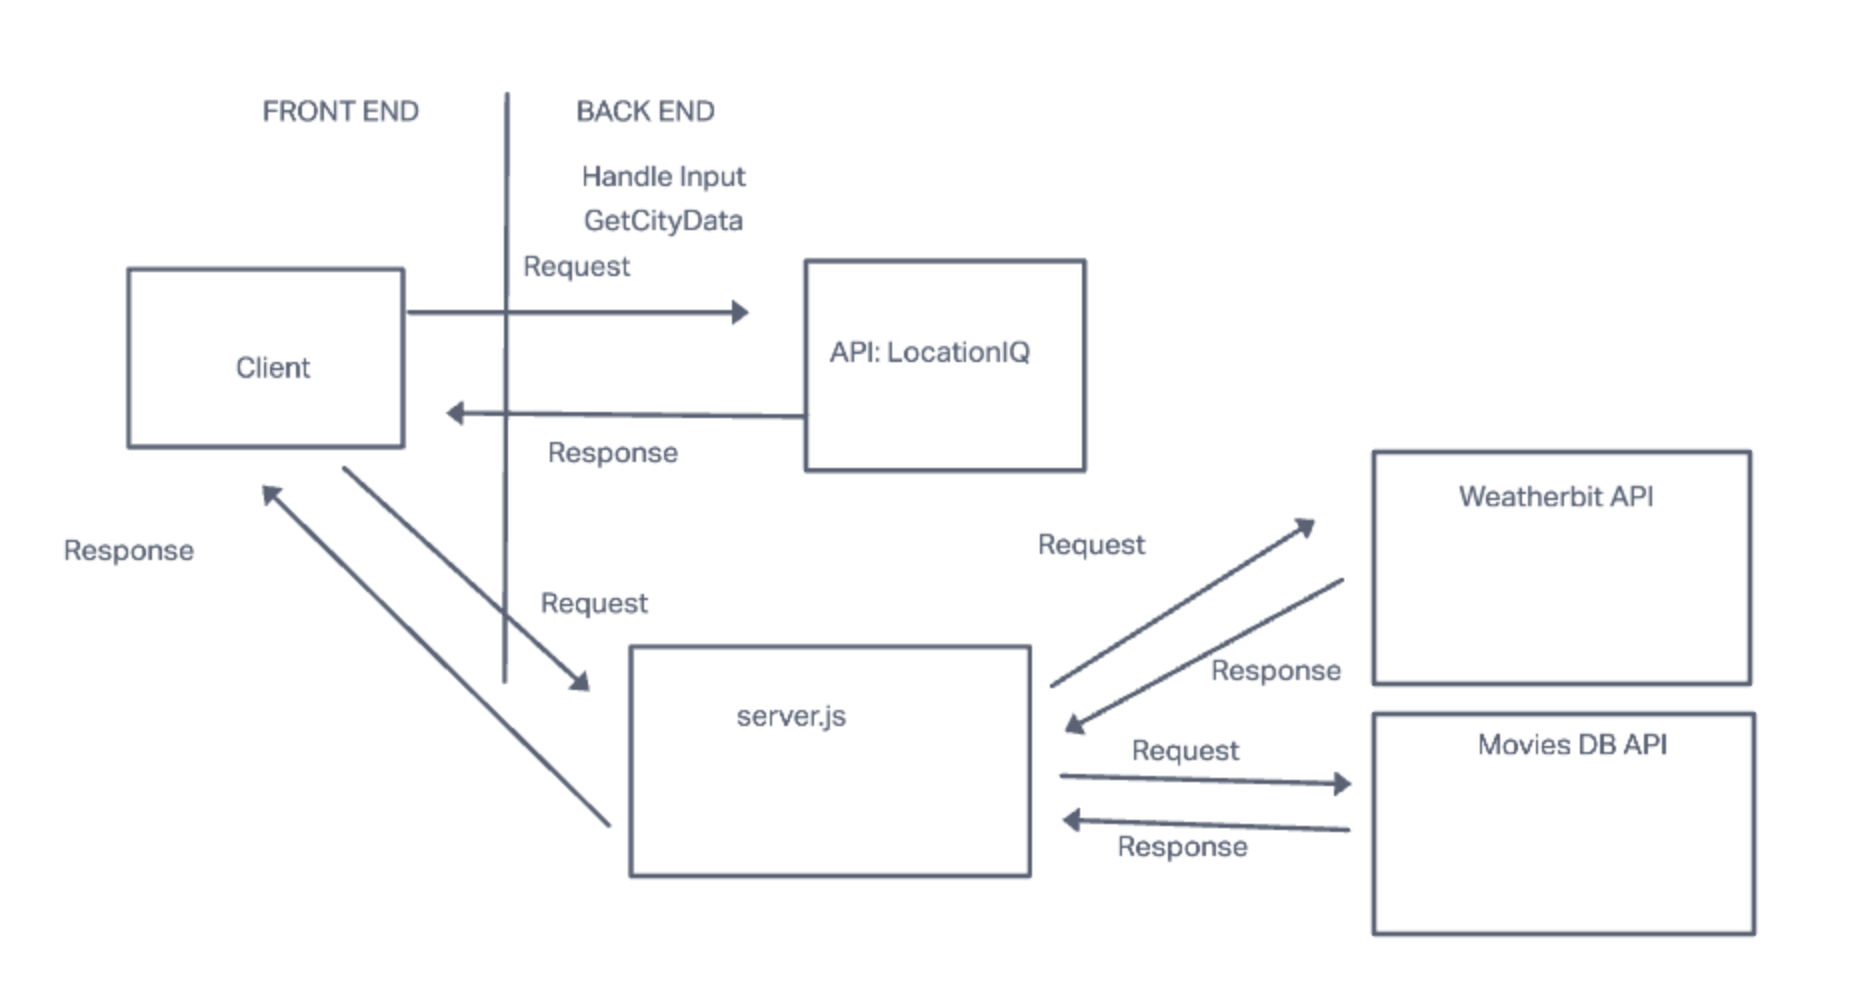 FRONT END
BACK END
Handle Input
GetCityData
Request
Client
API: LocationIQ
Response
Weatherbit API
Request
Response
Request
Response
server.js
Request
Movies DB API
Response